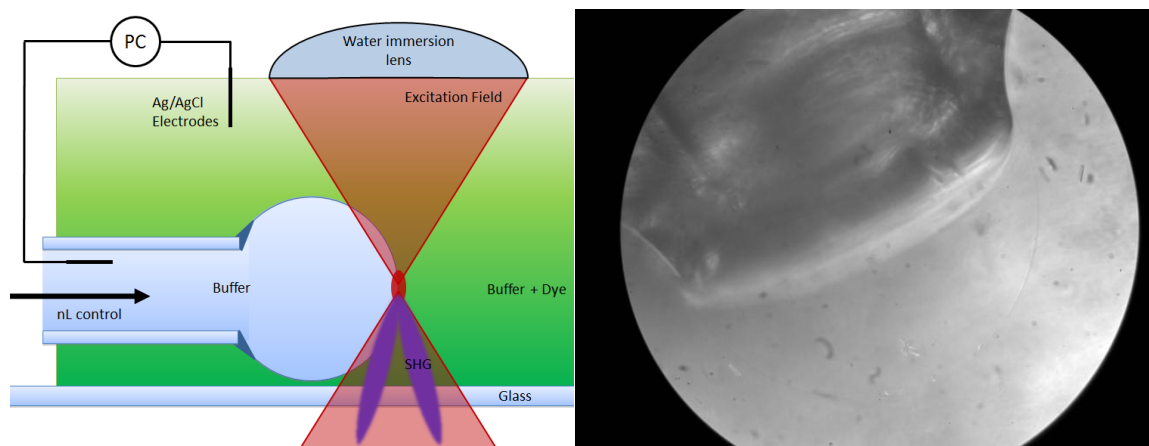 PC
Water immersion
lens
Ag/AgCl
Electrodes
Excitation Field
Buffer
Buffer + Dye
nL control
SHG
Glass